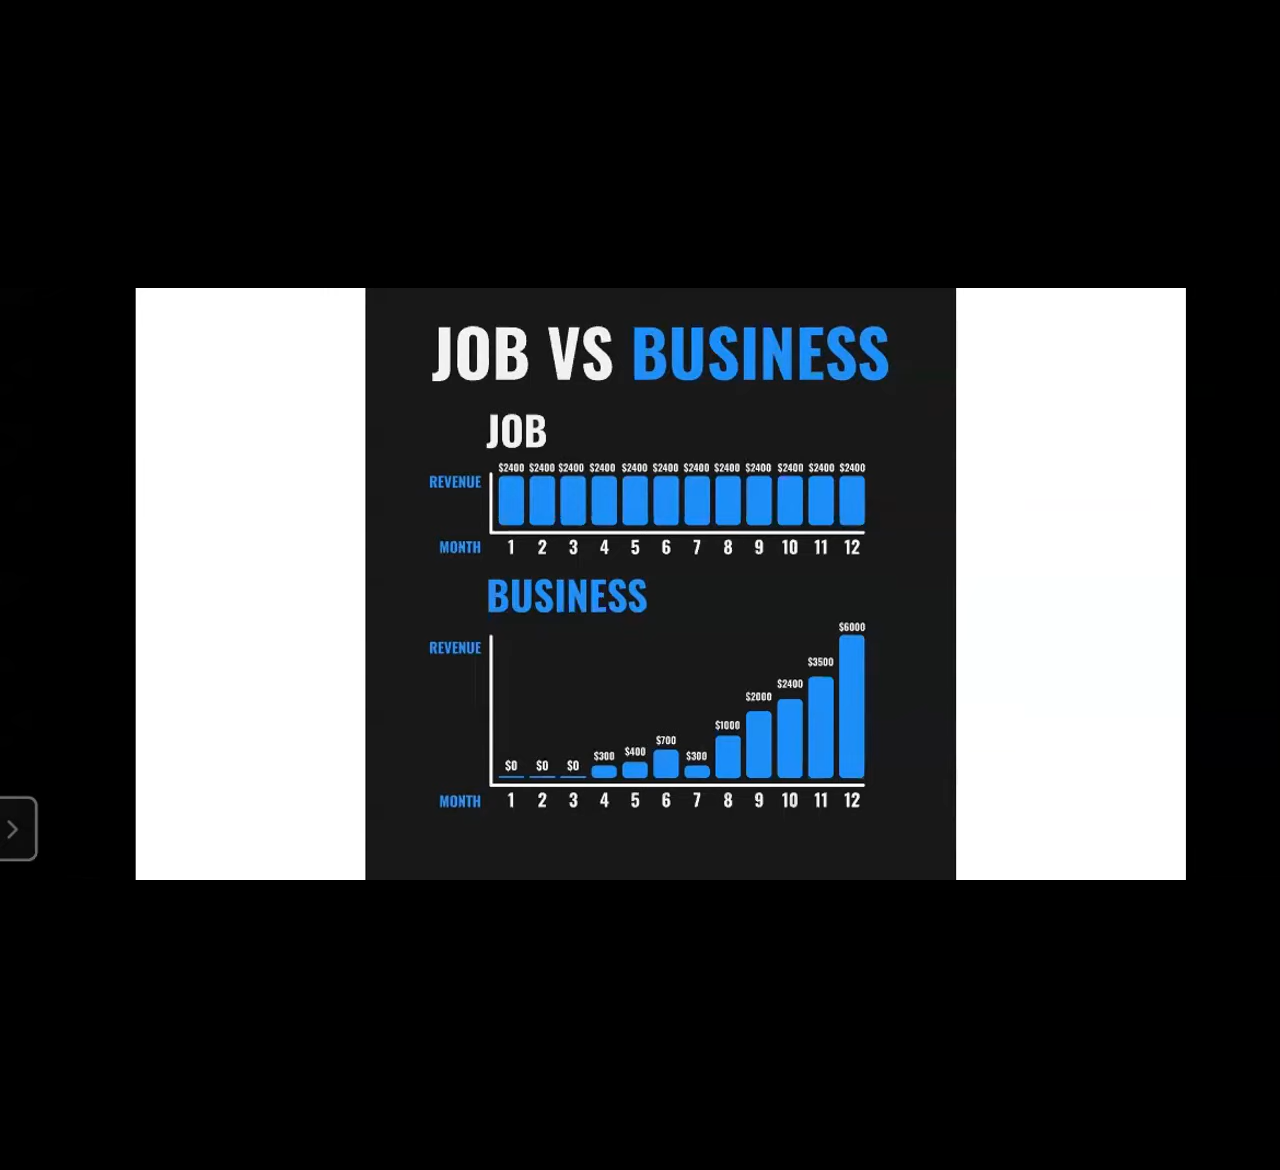 JOB VS BUSINESS
JOB
$2400 $2400 $2400 $2400 $2400 $2400 $2400 $2400 $2400 $2400 $2400 $2400
REVENUE
MONTH 1 2 3 4 5 6 7 8 9 10 11 12
BUSINESS
REVENUE
$0 $0 $0 $300 $400 $700 $300 $1000 $2000 $2400 $3500 $6000
MONTH 1 2 3 4 5 6 7 8 9 10 11 12